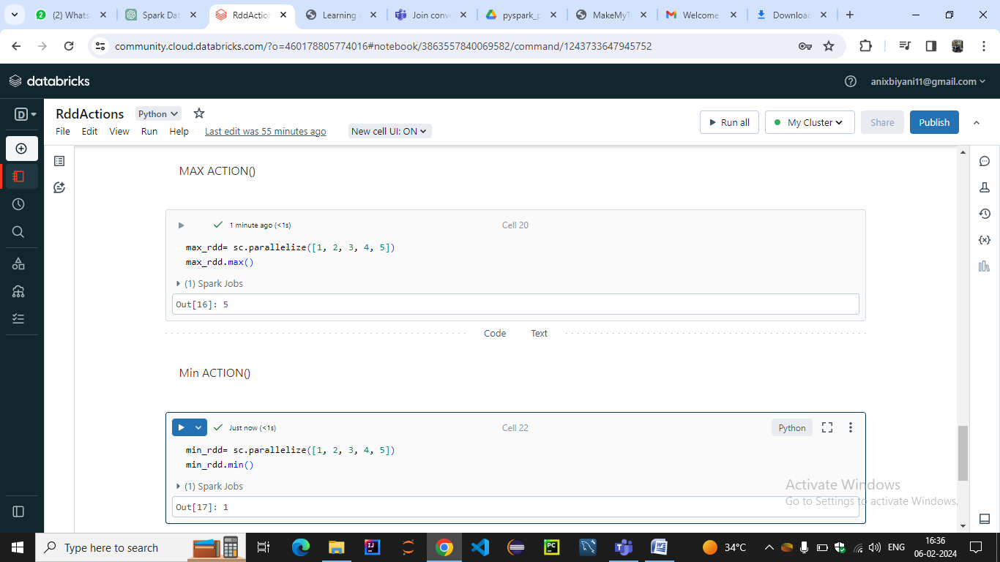 (2) Whats
Spark Dat
RddAction
Learning
Join conv
pyspark_p
MakeMyT
Welcome
Download
community.cloud.databricks.com/?o=460178805774016#notebook/3863557840069582/command/1243733647945752
databricks
anixbiyani11@gmail.com
D
RddActions
Python
Run all
My Cluster
Share
Publish
File
Edit
View
Run
Help
Last edit was 55 minutes ago
New cell UI: ON
MAX ACTION()
1 minute ago (<1s)
Cell 20
max_rdd= sc.parallelize([1, 2, 3, 4, 5])
max_rdd.max()
(1) Spark Jobs
Out[16]: 5
Code
Text
Min ACTION()
Just now (<1s)
Cell 22
Python
min_rdd= sc.parallelize([1, 2, 3, 4, 5])
min_rdd.min()
(1) Spark Jobs
Out[17]: 1
Activate Windows
Go to Settings to activate Windows.
Type here to search
34°C
ENG
16:36
06-02-2024